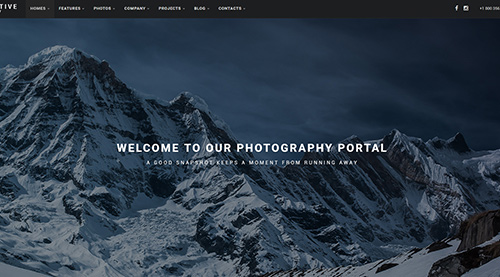 TIVE
HOMES FEATURES PHOTOS COMPANY PROJECTS BLOG CONTACTS +1 800 356
WELCOME TO OUR PHOTOGRAPHY PORTAL
A GOOD SNAPSHOT KEEPS A MOMENT FROM RUNNING AWAY